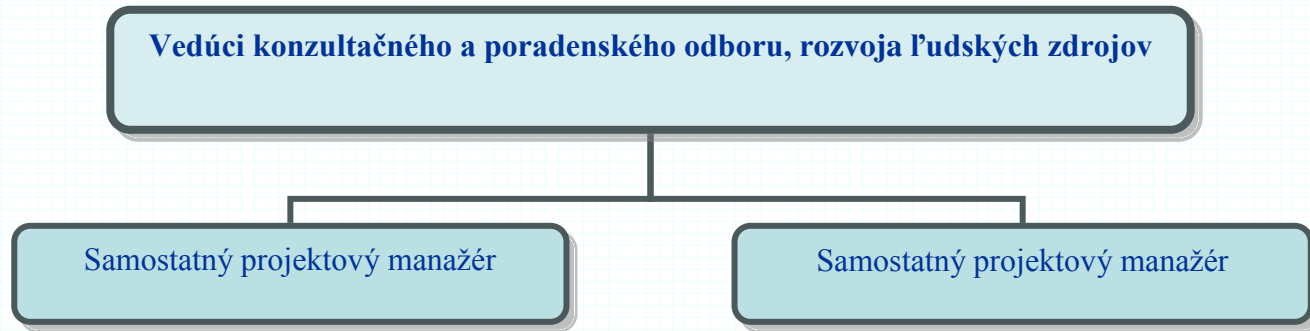 Vedúci konzultačného a poradenského odboru, rozvoja ľudských zdrojov
Samostatný projektový manažér
Samostatný projektový manažér